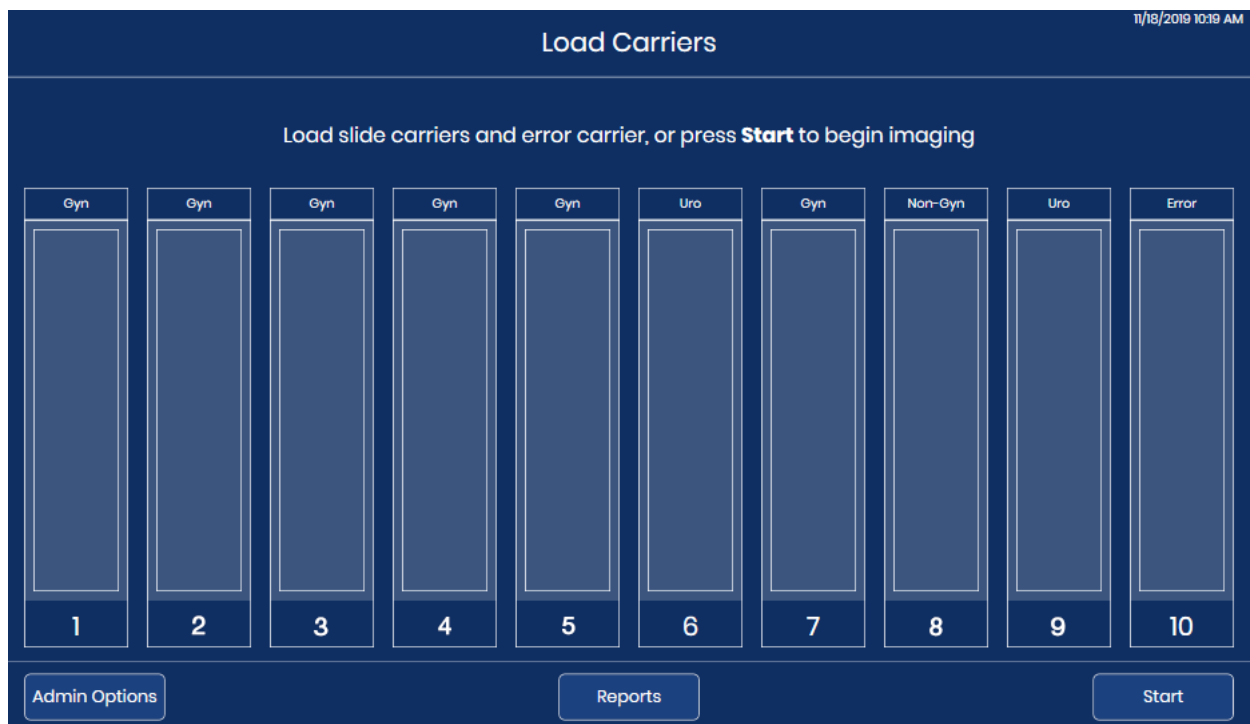 11/18/2019 10:19 AM
Load Carriers
Load slide carriers and error carrier, or press Start to begin imaging
Gyn Gyn Gyn Gyn Gyn Uro Gyn Non-Gyn Uro Error
1 2 3 4 5 6 7 8 9 10
Admin Options Reports Start